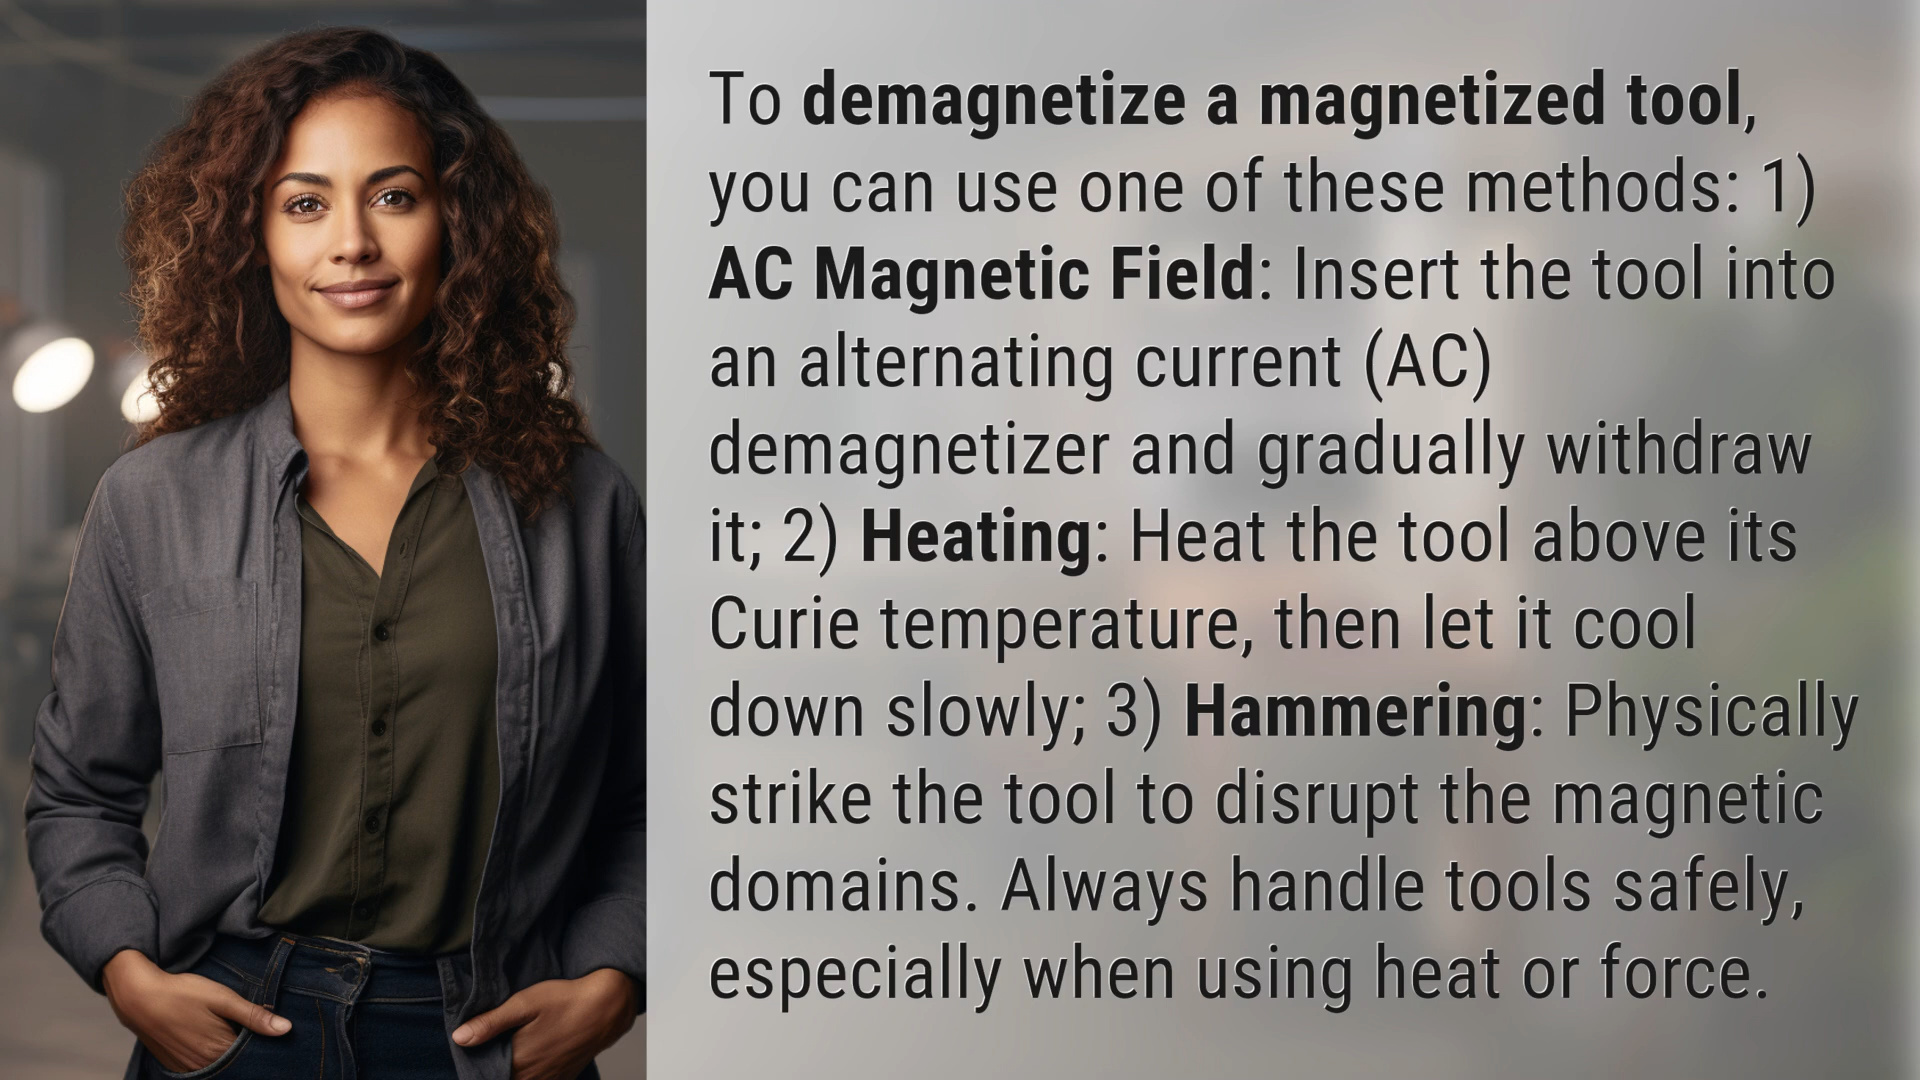 To demagnetize a magnetized tool,
you can use one of these methods: 1)
AC Magnetic Field: Insert the tool into
an alternating current (AC)
demagnetizer and gradually withdraw
it; 2) Heating: Heat the tool above its
Curie temperature, then let it cool
down slowly; 3) Hammering: Physically
strike the tool to disrupt the magnetic
domains. Always handle tools safely,
especially when using heat or force.